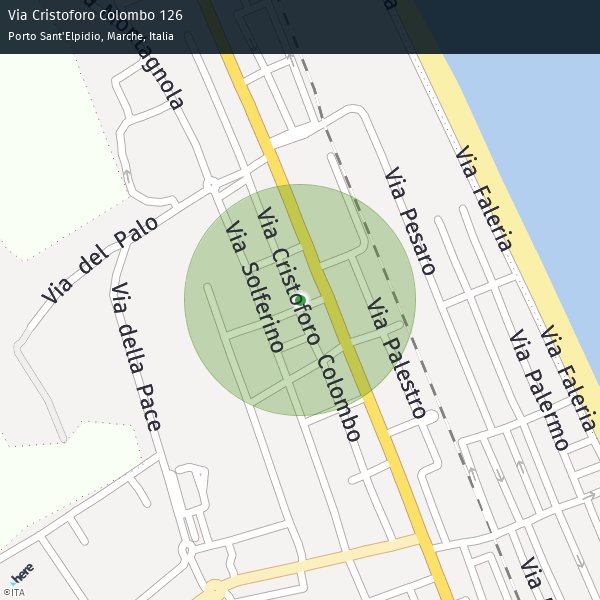 Via Cristoforo Colombo 126
Porto Sant'Elpidio, Marche, Italia
Via Faleria
Via Pesaro
Via del Palo
Via Cristoforo Colombo
Via Solferino
Via della Pace
Via Palestro
Via Palermo
Via Faleria
Via
here
©ITA